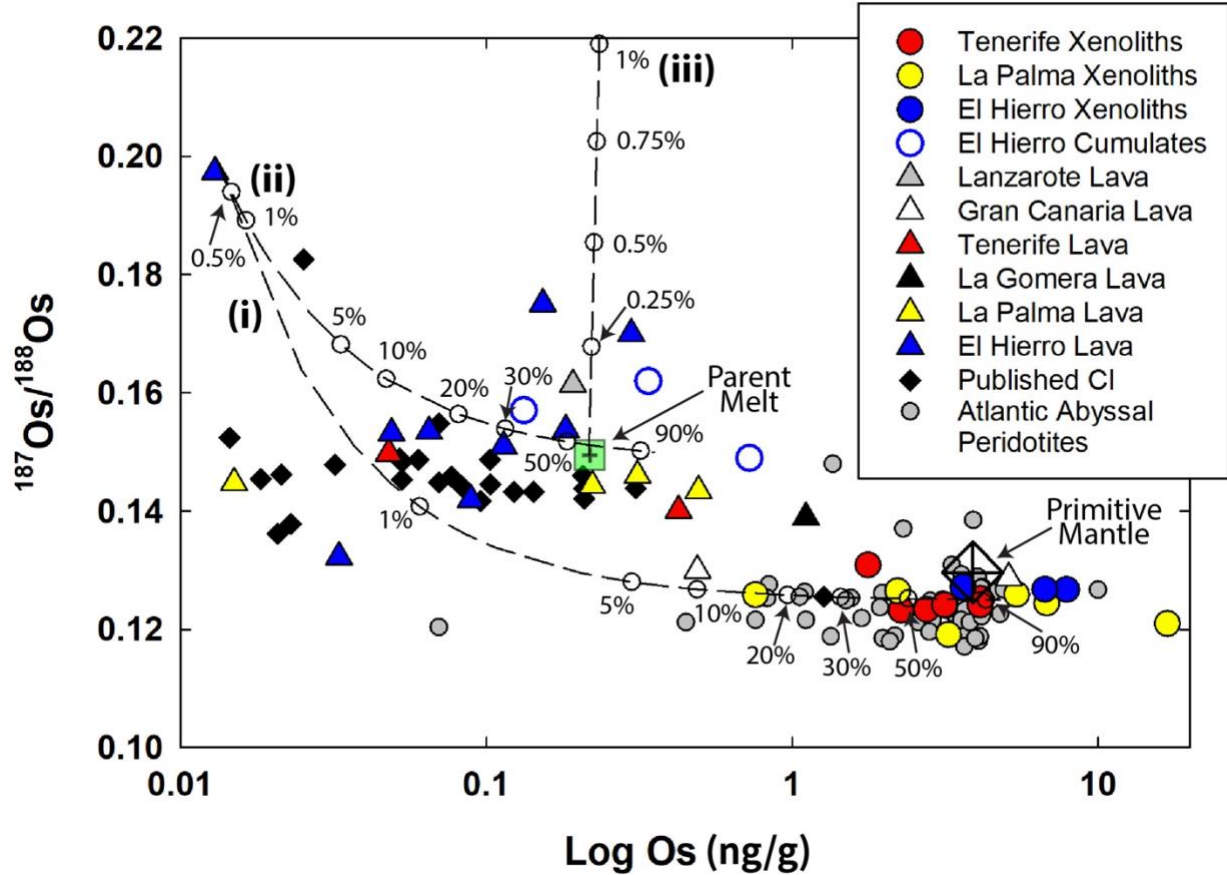 0.22
0.20
0.18
0.16
0.14
0.12
0.10
187Os/188Os
0.01
0.1
1
10
Log Os (ng/g)
(ii)
1%
0.5%
(i)
5%
10%
20%
30%
50%
90%
1%
5%
10%
20%
30%
50%
90%
1%
(iii)
0.75%
0.5%
0.25%
Parent
Melt
Primitive
Mantle
Tenerife Xenoliths
La Palma Xenoliths
El Hierro Xenoliths
El Hierro Cumulates
Lanzarote Lava
Gran Canaria Lava
Tenerife Lava
La Gomera Lava
La Palma Lava
El Hierro Lava
Published CI
Atlantic Abyssal
Peridotites